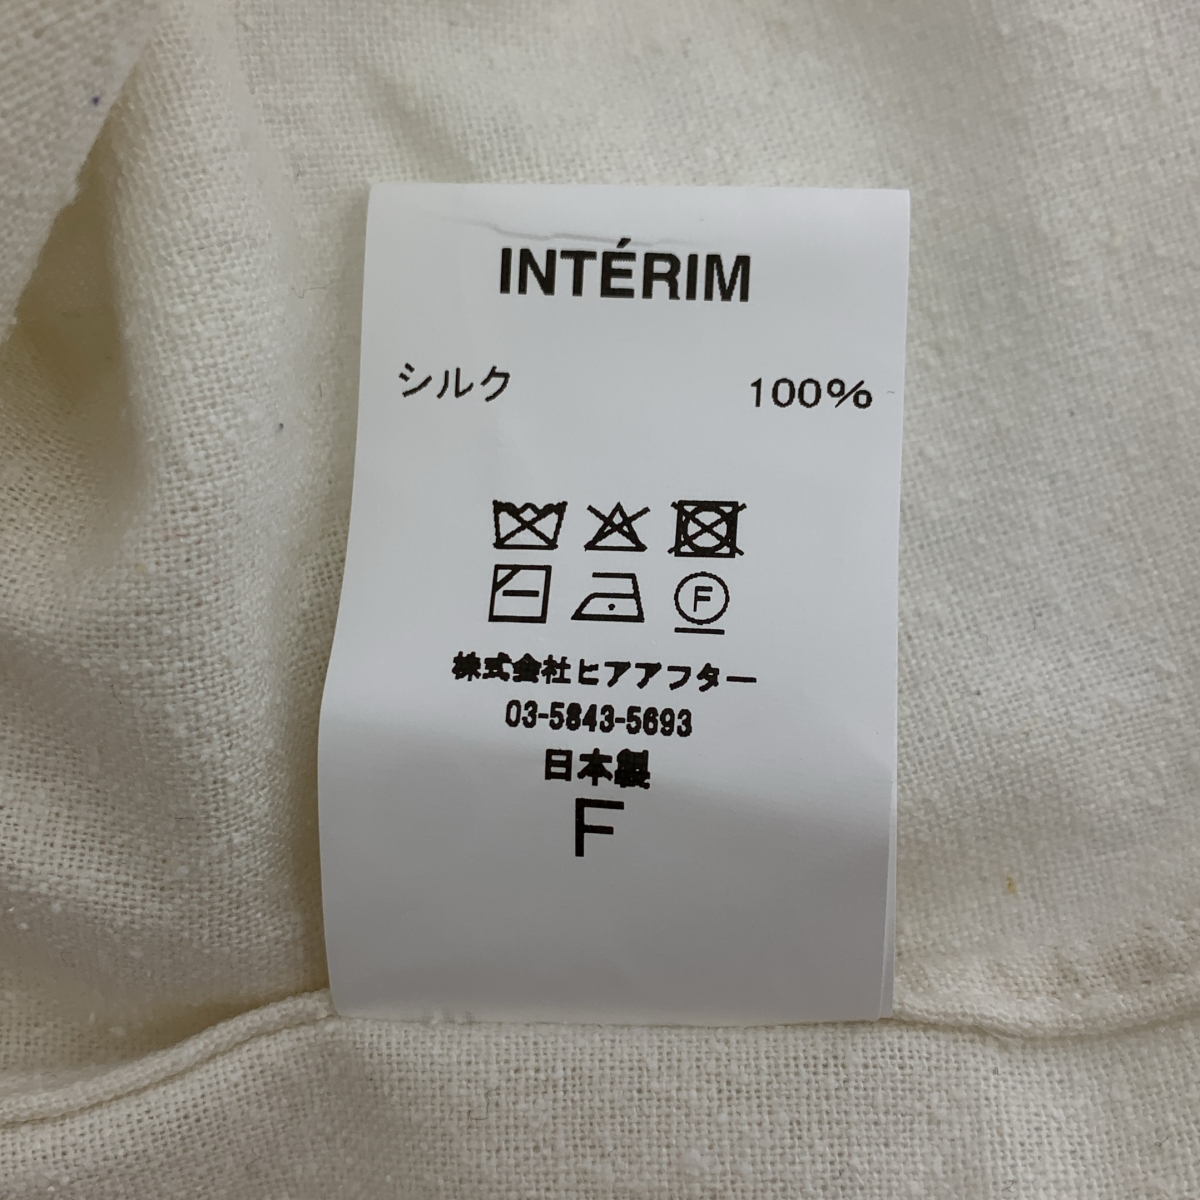 INTÉRIM
シルク 100%
F
株式会社ヒアアフター
03-5843-5693
日本製
F